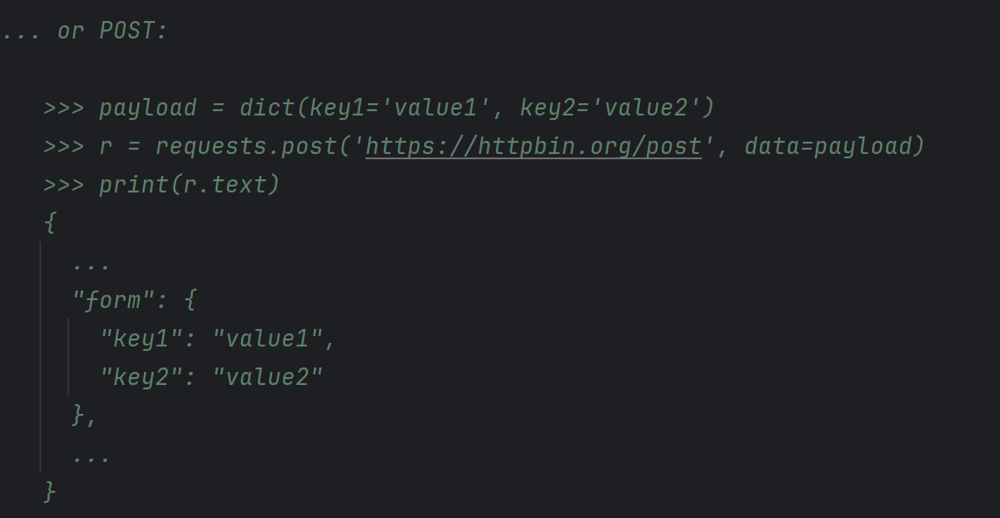 ... or POST:
>>> payload = dict(key1='value1', key2='value2')
>>> r = requests.post('https://httpbin.org/post', data=payload)
>>> print(r.text)
{
...
"form": {
"key1": "value1",
"key2": "value2"
},
...
}